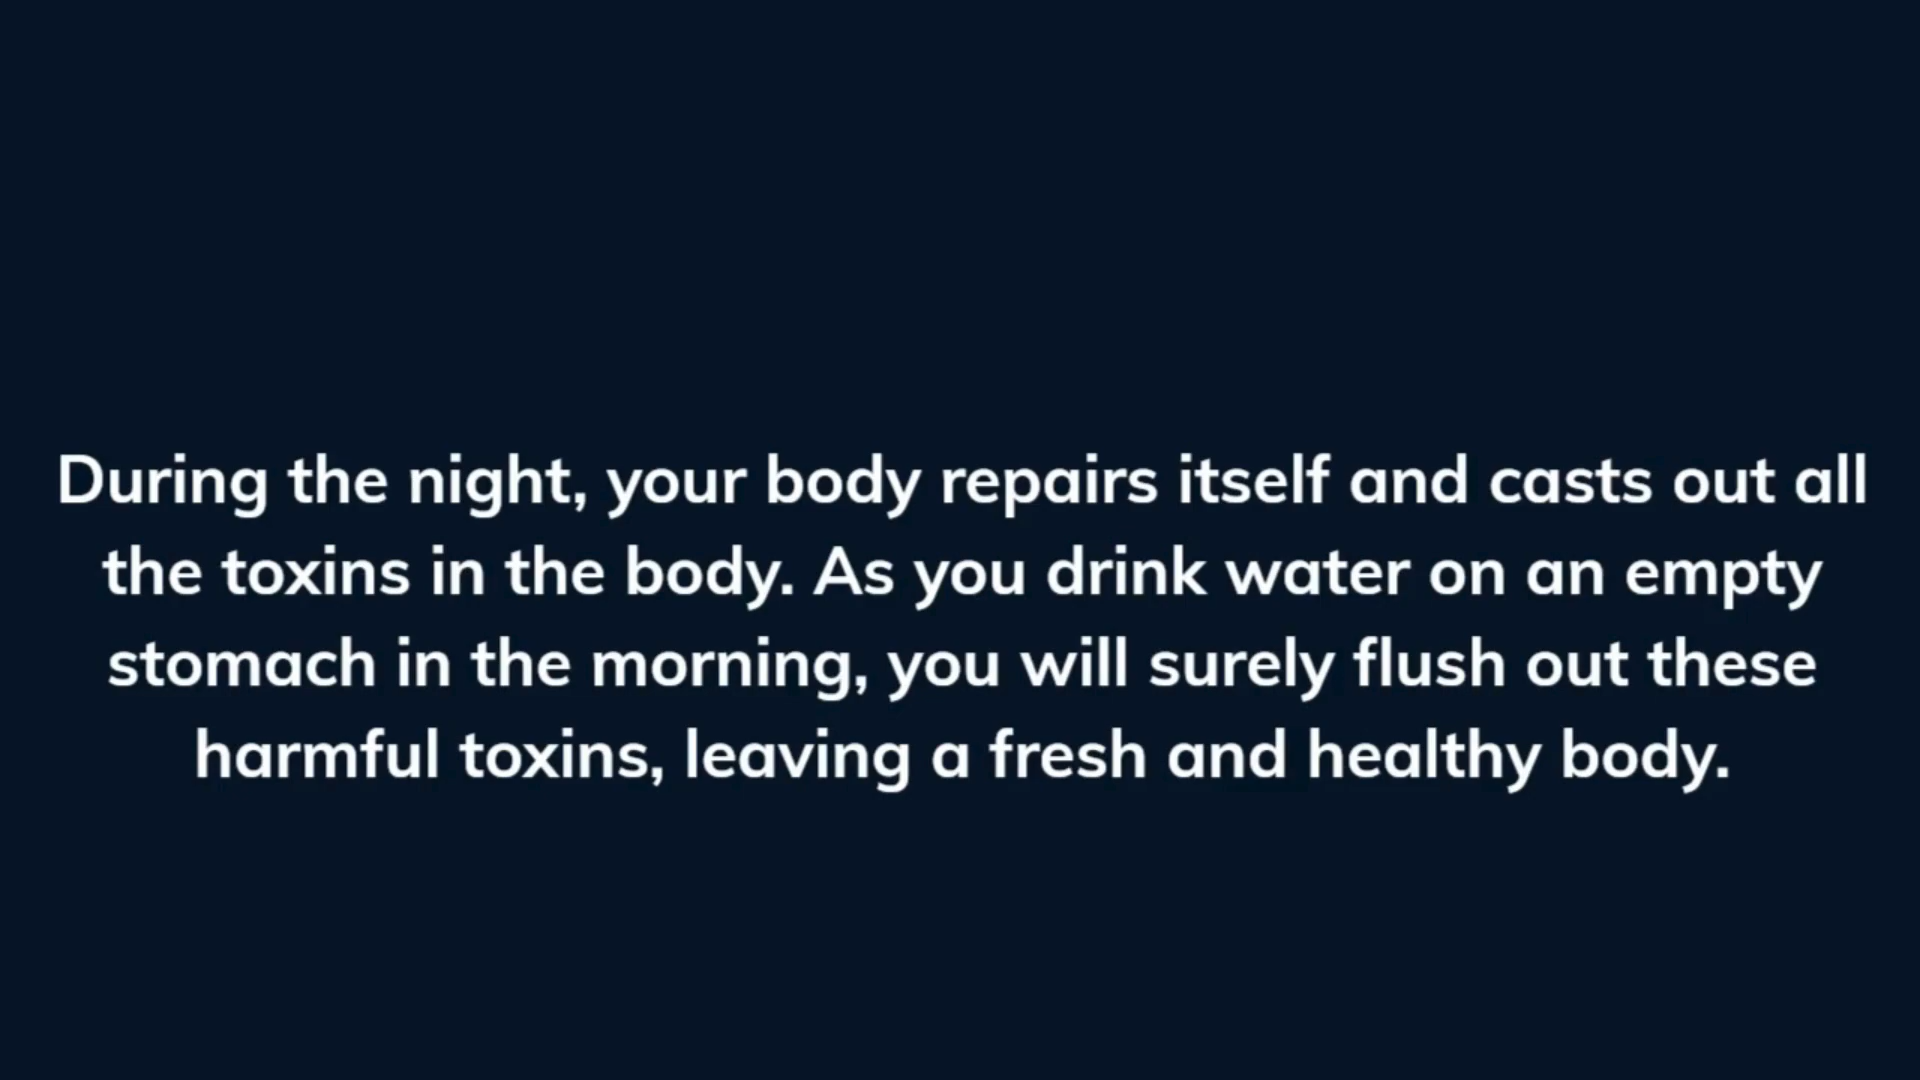 During the night, your body repairs itself and casts out all
the toxins in the body. As you drink water on an empty
stomach in the morning, you will surely flush out these
harmful toxins, leaving a fresh and healthy body.